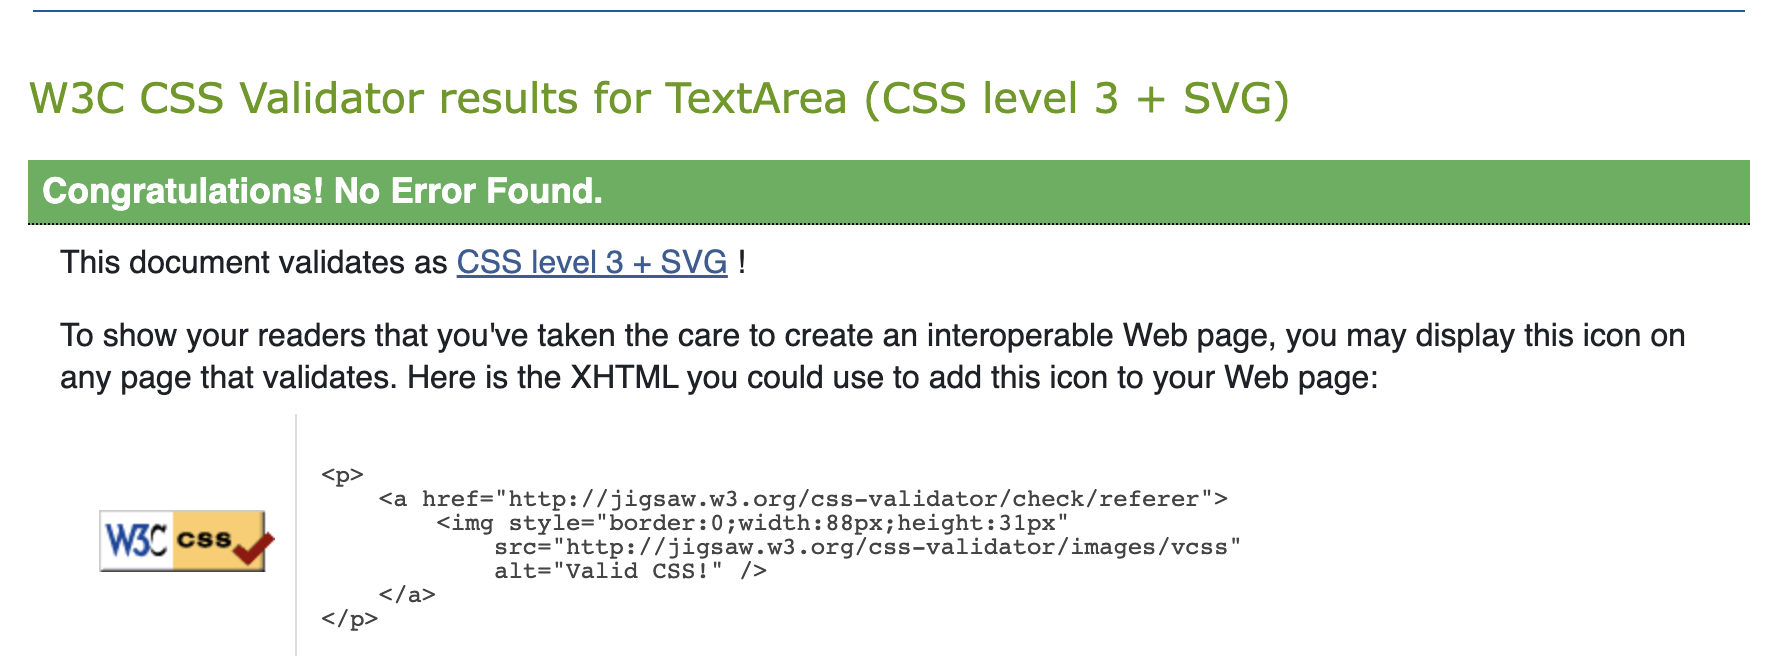 W3C CSS Validator results for TextArea (CSS level 3 + SVG)
Congratulations! No Error Found.
This document validates as CSS level 3 + SVG !
To show your readers that you've taken the care to create an interoperable Web page, you may display this icon on
any page that validates. Here is the XHTML you could use to add this icon to your Web page:
W3C css
<p>
    <a href="http://jigsaw.w3.org/css-validator/check/referer">
        <img style="border:0;width:88px;height:31px"
            src="http://jigsaw.w3.org/css-validator/images/vcss"
            alt="Valid CSS!" />
    </a>
</p>